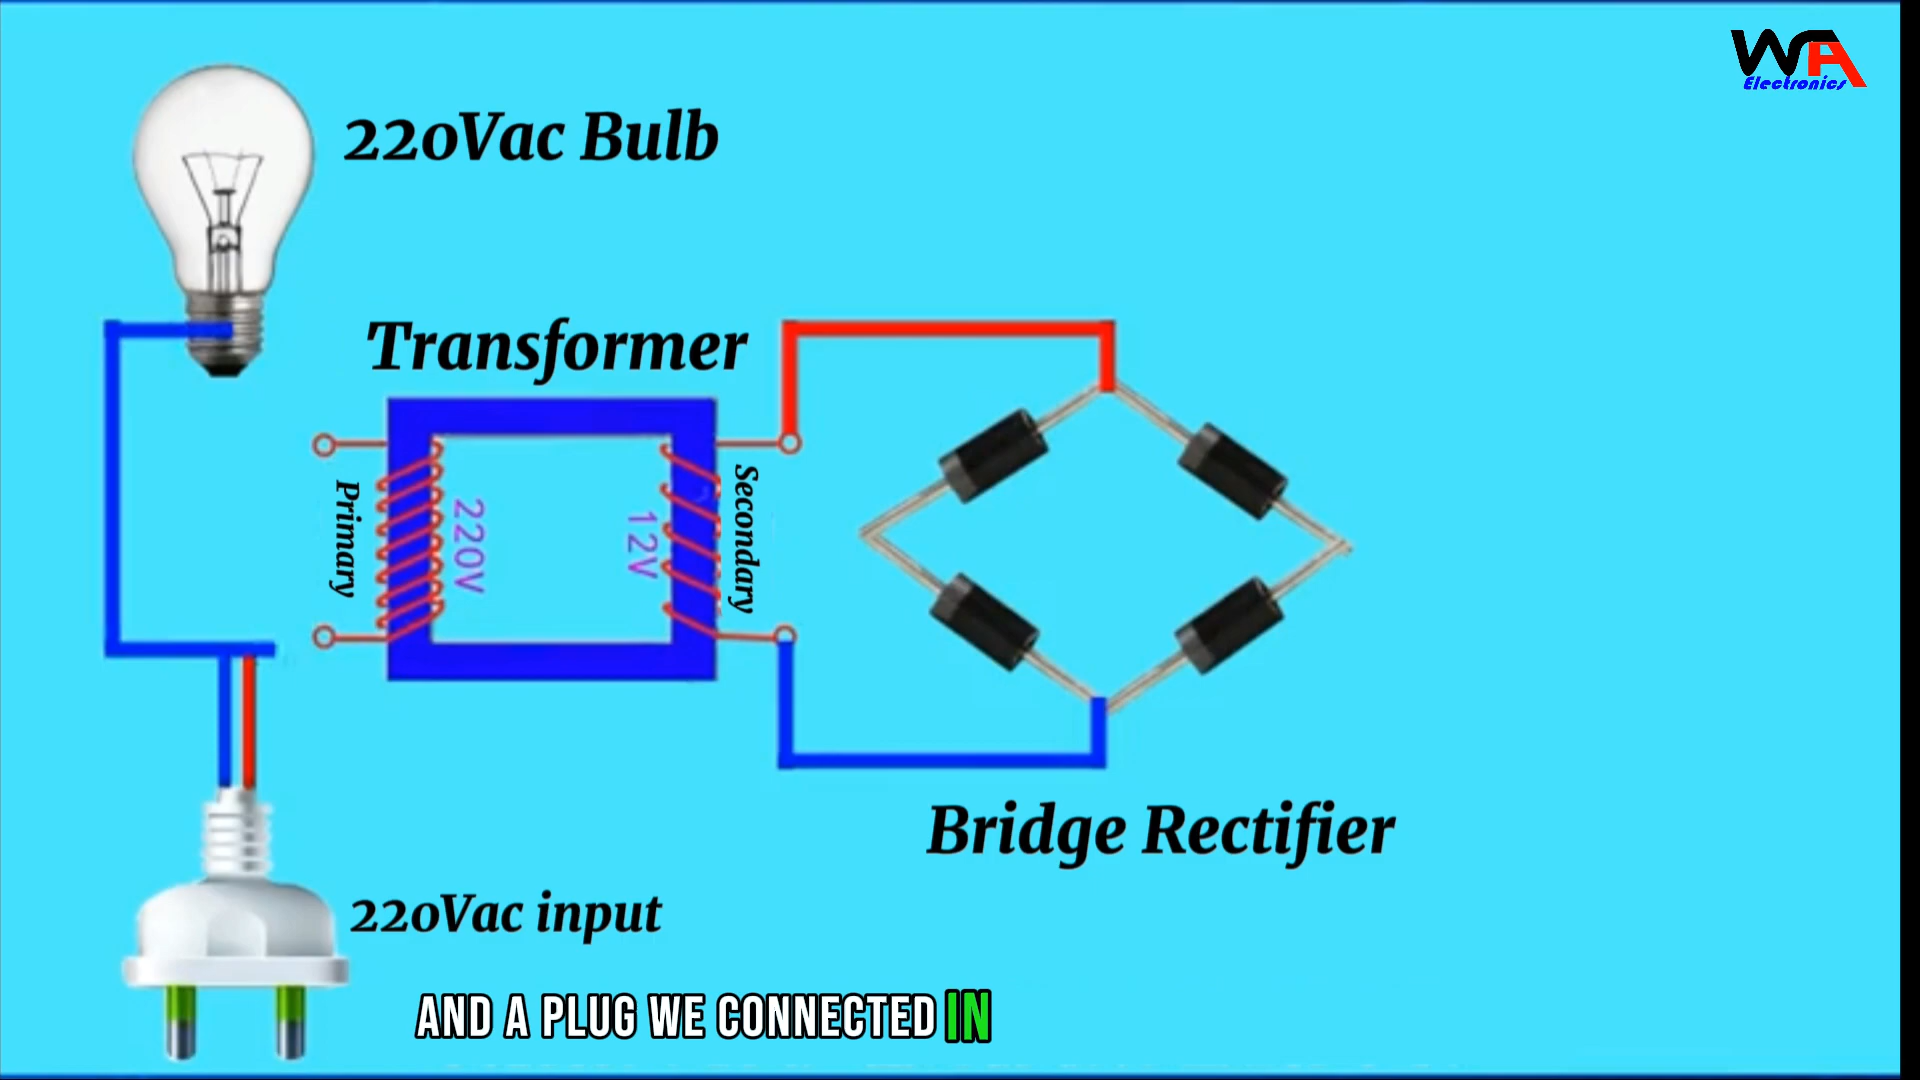 WA
Electronics
220Vac Bulb
Transformer
Primary
220V
12V
Secondary
Bridge Rectifier
220Vac input
AND A PLUG WE CONNECTED IN